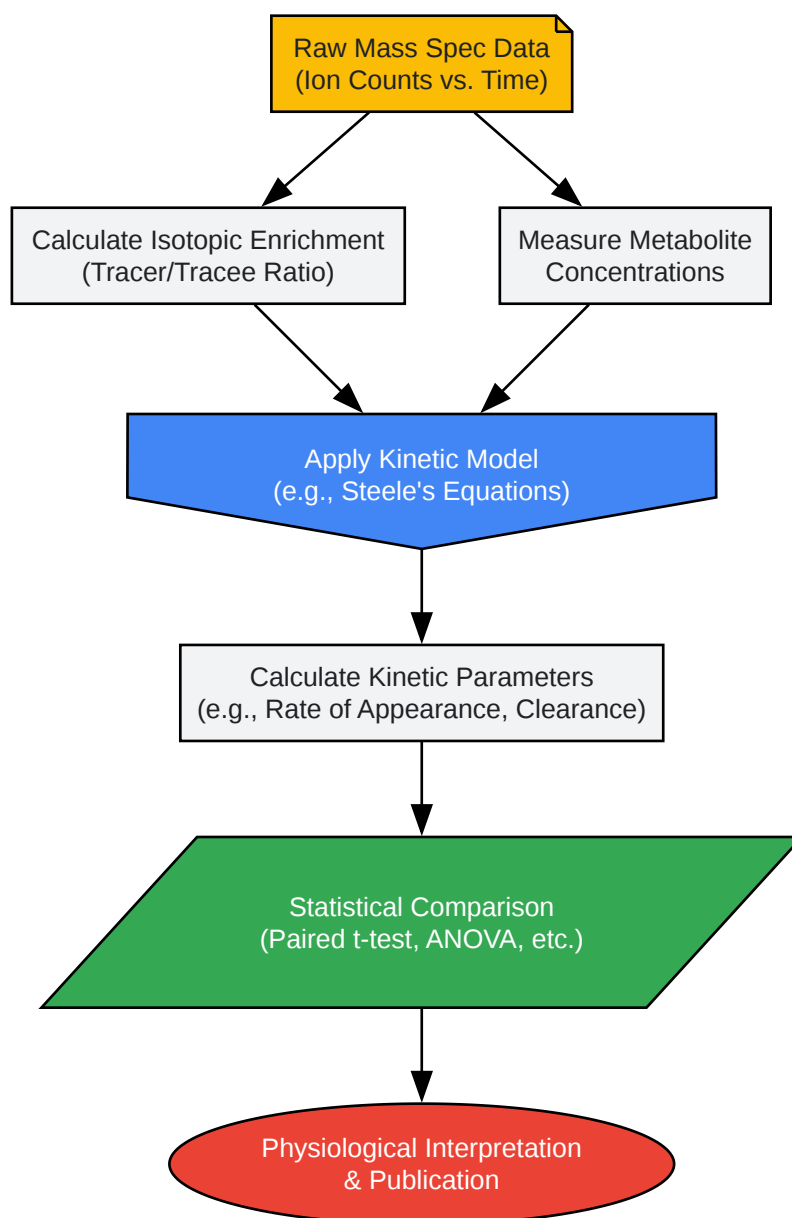 Raw Mass Spec Data
(Ion Counts vs. Time)
Calculate Isotopic Enrichment
(Tracer/Tracee Ratio)
Measure Metabolite
Concentrations
Apply Kinetic Model
(e.g., Steele's Equations)
Calculate Kinetic Parameters
(e.g., Rate of Appearance, Clearance)
Statistical Comparison
(Paired t-test, ANOVA, etc.)
Physiological Interpretation
& Publication